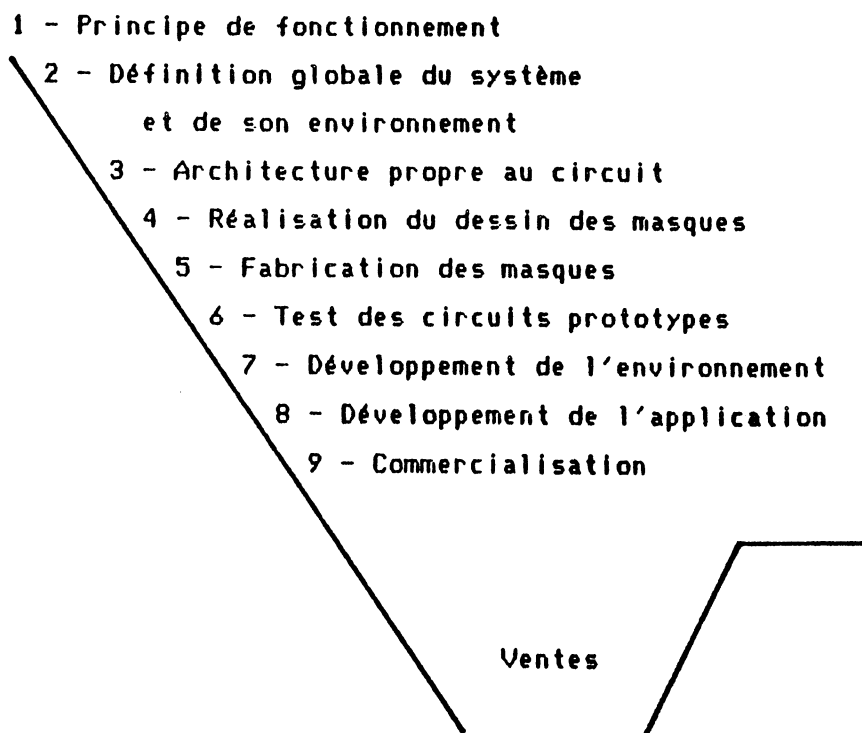 1 - Principe de fonctionnement
2 - Définition globale du système
et de son environnement
3 - Architecture propre au circuit
4 - Réalisation du dessin des masques
5 - Fabrication des masques
6 - Test des circuits prototypes
7 - Développement de l'environnement
8 - Développement de l'application
9 - Commercialisation
Ventes